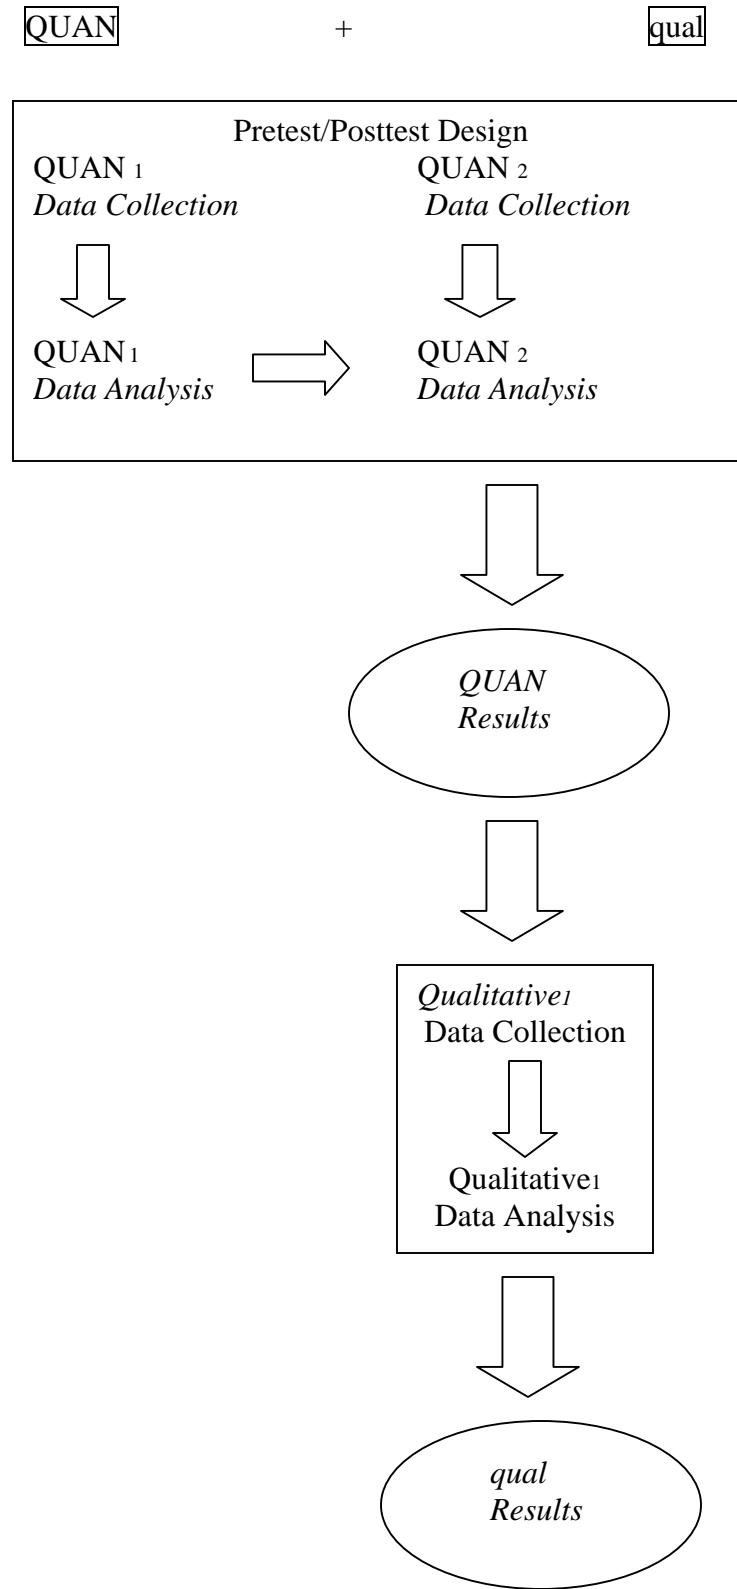 QUAN + qual
Pretest/Posttest Design
QUAN 1 QUAN 2
Data Collection Data Collection
QUAN 1 QUAN 2
Data Analysis Data Analysis
QUAN
Results
Qualitative1
Data Collection
Qualitative1
Data Analysis
qual
Results